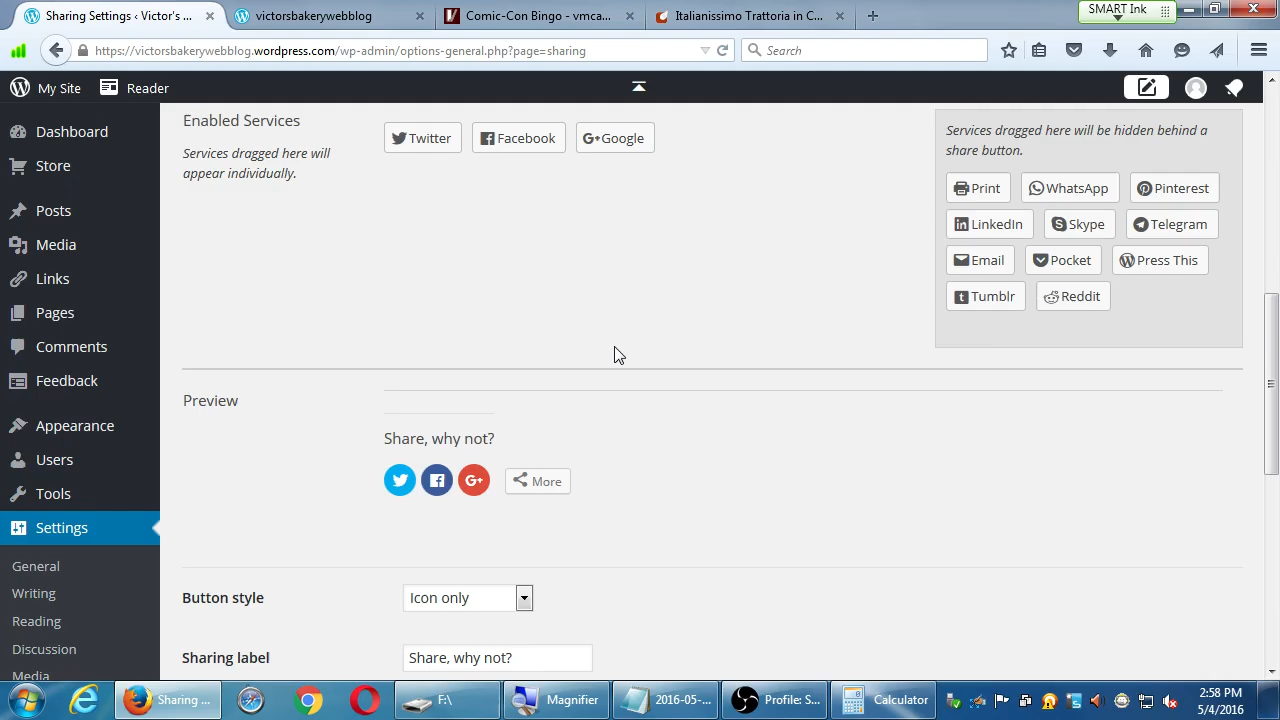 Sharing Settings ‹ Victor's ...
victorsbakerywebblog
Comic-Con Bingo - vmca...
Italianissimo Trattoria in C...
SMART Ink
https://victorsbakerywebblog.wordpress.com/wp-admin/options-general.php?page=sharing
Search
My Site
Reader
Dashboard
Store
Posts
Media
Links
Pages
Comments
Feedback
Appearance
Users
Tools
Settings
General
Writing
Reading
Discussion
Media
Enabled Services
Services dragged here will
appear individually.
Twitter
Facebook
Google
Services dragged here will be hidden behind a
share button.
Print
WhatsApp
Pinterest
LinkedIn
Skype
Telegram
Email
Pocket
Press This
Tumblr
Reddit
Preview
Share, why not?
More
Button style
Icon only
Sharing label
Share, why not?
Sharing ...
F:\
Magnifier
2016-05-...
Profile: S...
Calculator
2:58 PM
5/4/2016